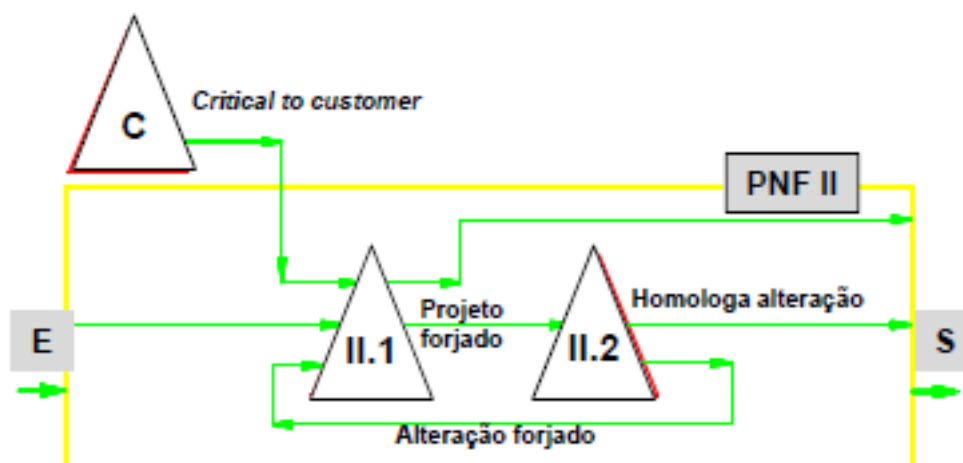 C
Critical to customer
PNF II
E
II.1
Projeto
forjado
II.2
Homologa alteração
S
Alteração forjado